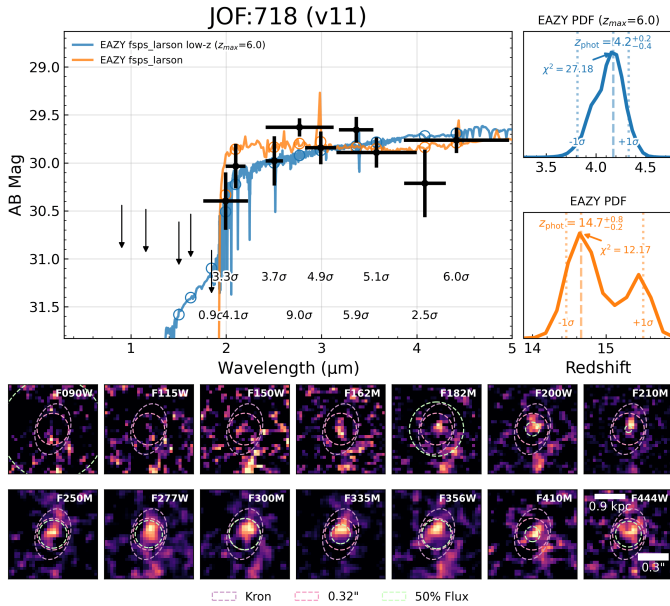 JOF:718 (v11)
EAZY fsps_larson low-z (z_max=6.0)
EAZY fsps_larson
29.0
29.5
30.0
30.5
31.0
31.5
AB Mag
3.3σ 3.7σ 4.9σ 5.1σ 6.0σ
0.9σ 4.1σ 9.0σ 5.9σ 2.5σ
1 2 3 4 5
Wavelength (μm)
EAZY PDF (z_max=6.0)
z_phot = 4.2 +0.2 -0.4
χ² = 27.18
-1σ +1σ
3.5 4.0 4.5
EAZY PDF
z_phot = 14.7 +0.8 -0.2
χ² = 12.17
-1σ +1σ
14 15
Redshift
F090W F115W F150W F162M F182M F200W F210M
F250M F277W F300M F335M F356W F410M F444W
0.9 kpc
0.3"
Kron 0.32" 50% Flux